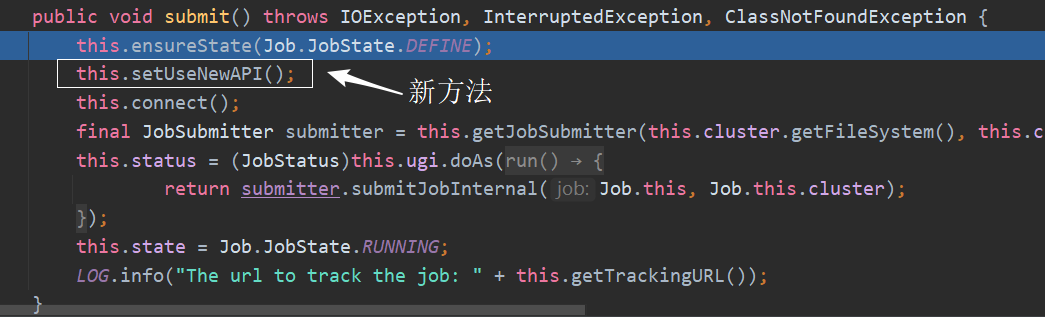 public void submit() throws IOException, InterruptedException, ClassNotFoundException {
this.ensureState(Job.JobState.DEFINE);
this.setUseNewAPI();
新方法
this.connect();
final JobSubmitter submitter = this.getJobSubmitter(this.cluster.getFileSystem(), this.c
this.status = (JobStatus)this.ugi.doAs(run() → {
return submitter.submitJobInternal( job: Job.this, Job.this.cluster);
});
this.state = Job.JobState.RUNNING;
LOG.info("The url to track the job: " + this.getTrackingURL());
}